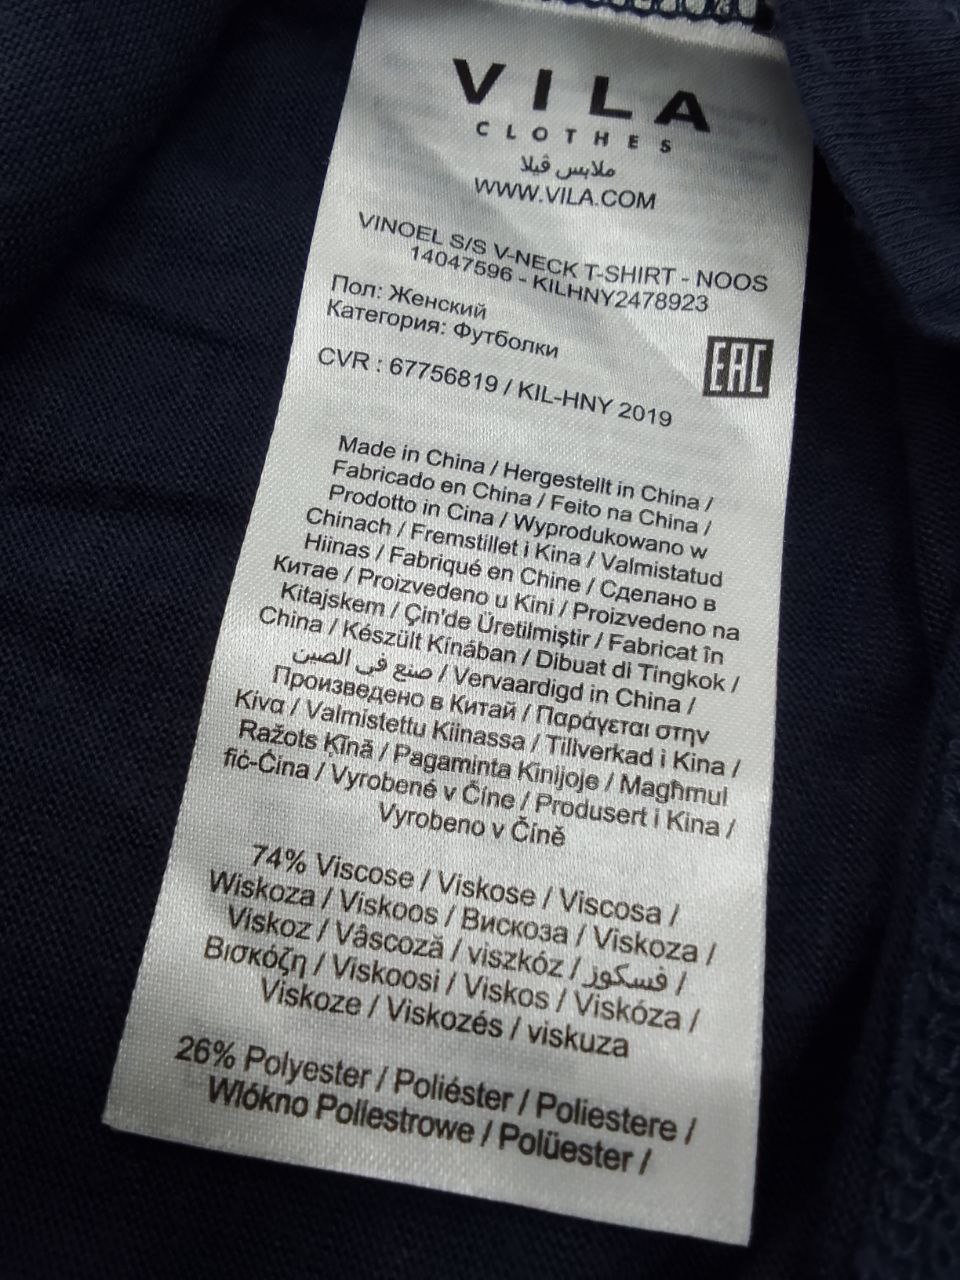 VILA
CLOTHES
ملابس ڤيلا
WWW.VILA.COM
VINOEL S/S V-NECK T-SHIRT - NOOS
14047596 - KILHNY2478923
Пол: Женский
Категория: Футболки
EAC
CVR : 67756819 / KIL-HNY 2019
Made in China / Hergestellt in China /
Fabricado en China / Feito na China /
Prodotto in Cina / Wyprodukowano w
Chinach / Fremstillet i Kina / Valmistatud
Hiinas / Fabriqué en Chine / Сделано в
Китае / Proizvedeno u Kini / Proizvedeno na
Kitajskem / Çin'de Üretilmiştir / Fabricat în
China / Készült Kínában / Dibuat di Tingkok /
صنع في الصين / Vervaardigd in China /
Произведено в Китай / Παράγεται στην
Κίνα / Valmistettu Kiinassa / Tillverkad i Kina /
Ražots Ķīnā / Pagaminta Kinijoje / Magħmul
fiċ-Ċina / Vyrobené v Číne / Produsert i Kina /
Vyrobeno v Číně
74% Viscose / Viskose / Viscosa /
Wiskoza / Viskoos / Вискоза / Viskoza /
Viskoz / Vâscoză / viszkóz / فسكوز /
Βισκόζη / Viskoosi / Viskos / Viskóza /
Viskoze / Viskozés / viskuza
26% Polyester / Poliéster / Poliestere /
Wlókno Poliestrowe / Polüester /